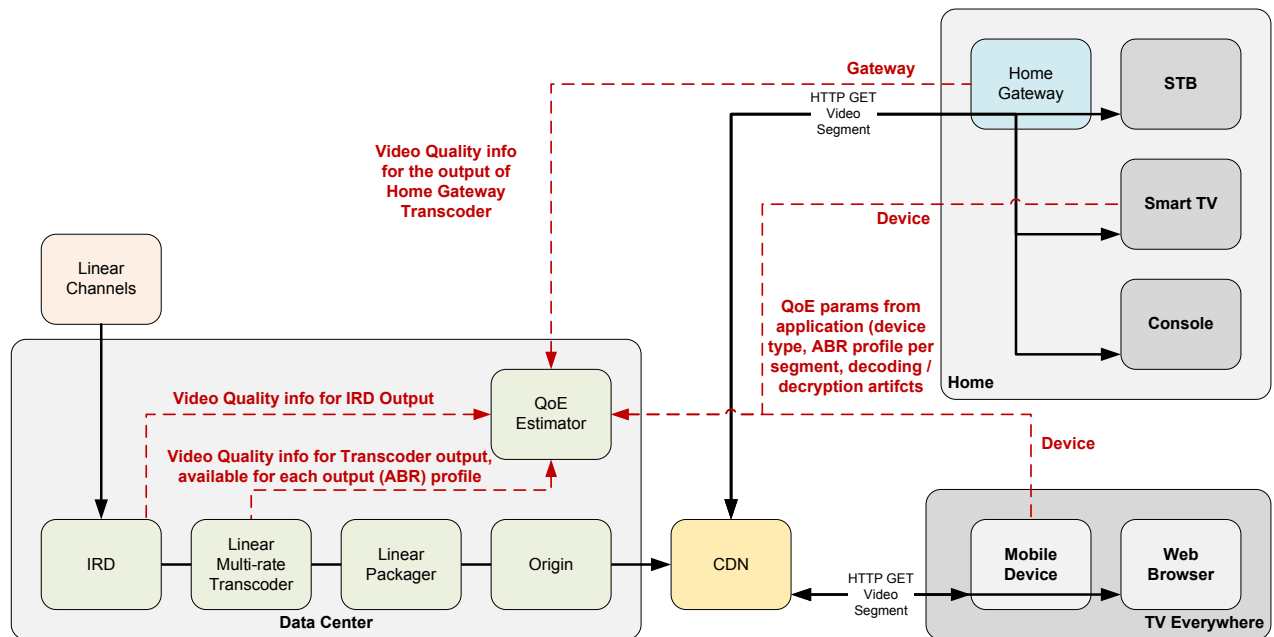 Gateway
Home
Gateway
STB
HTTP GET
Video
Segment
Video Quality info
for the output of
Home Gateway
Transcoder
Smart TV
Device
Linear
Channels
QoE params from
application (device
type, ABR profile per
segment, decoding /
decryption artifcts
Console
Home
QoE
Estimator
Video Quality info for IRD Output
Video Quality info for Transcoder output,
available for each output (ABR) profile
Device
IRD
Linear
Multi-rate
Transcoder
Linear
Packager
Origin
CDN
HTTP GET
Video
Segment
Mobile
Device
Web
Browser
Data Center
TV Everywhere